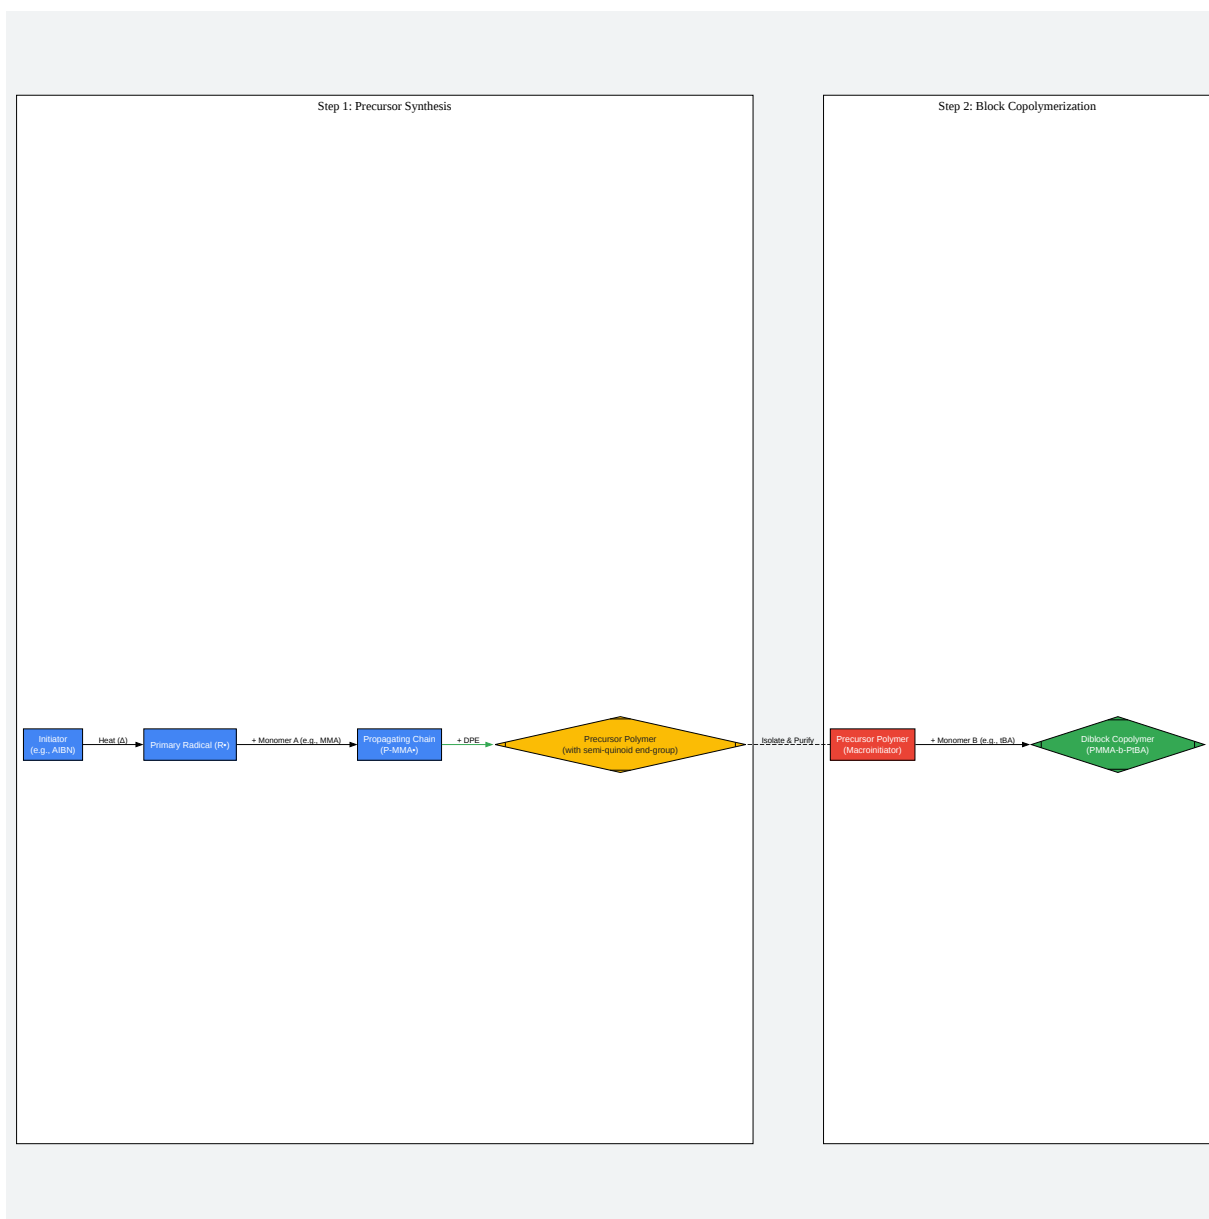 Step 1: Precursor Synthesis
Step 2: Block Copolymerization
Initiator
(e.g., AIBN)
Heat (Δ)
Primary Radical (R•)
+ Monomer A (e.g., MMA)
Propagating Chain
(P-MMA•)
+ DPE
Precursor Polymer
(with semi-quinoid end-group)
Isolate & Purify
Precursor Polymer
(Macroinitiator)
+ Monomer B (e.g., tBA)
Diblock Copolymer
(PMMA-b-PtBA)